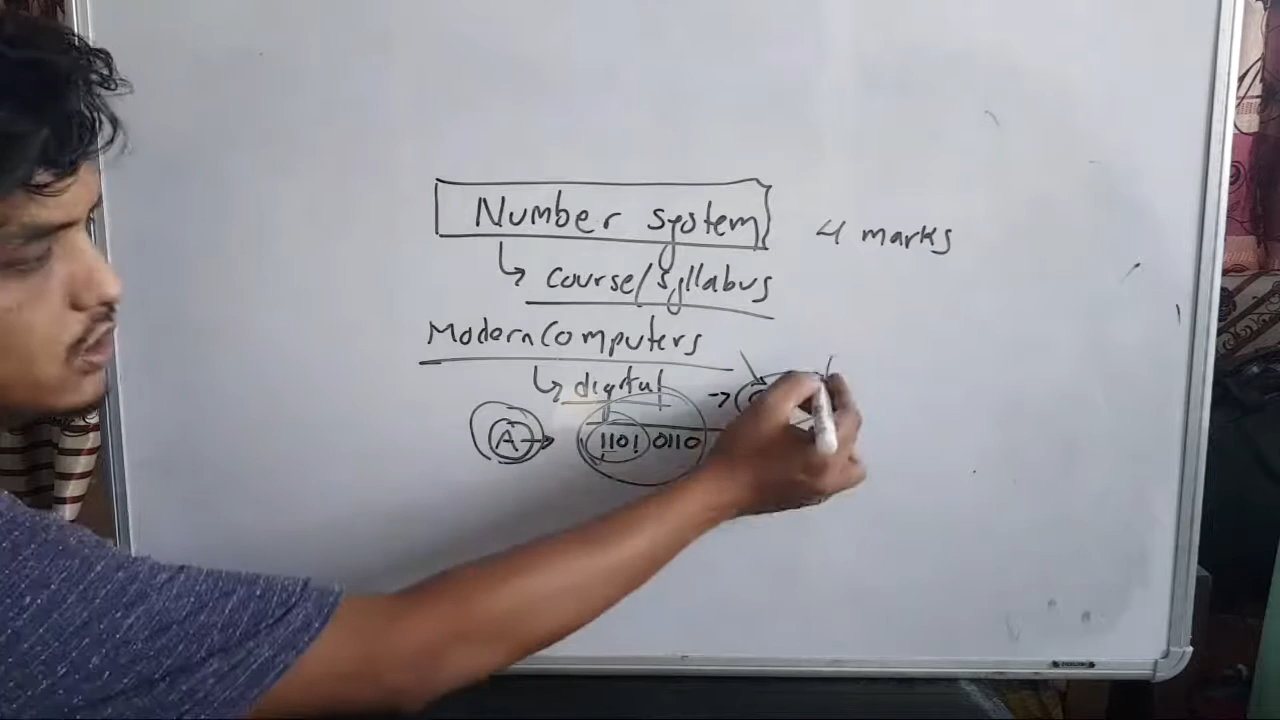 Number system
4 marks
↳ course/syllabus
Modern Computers
↳ digital →
A → 1101 0110